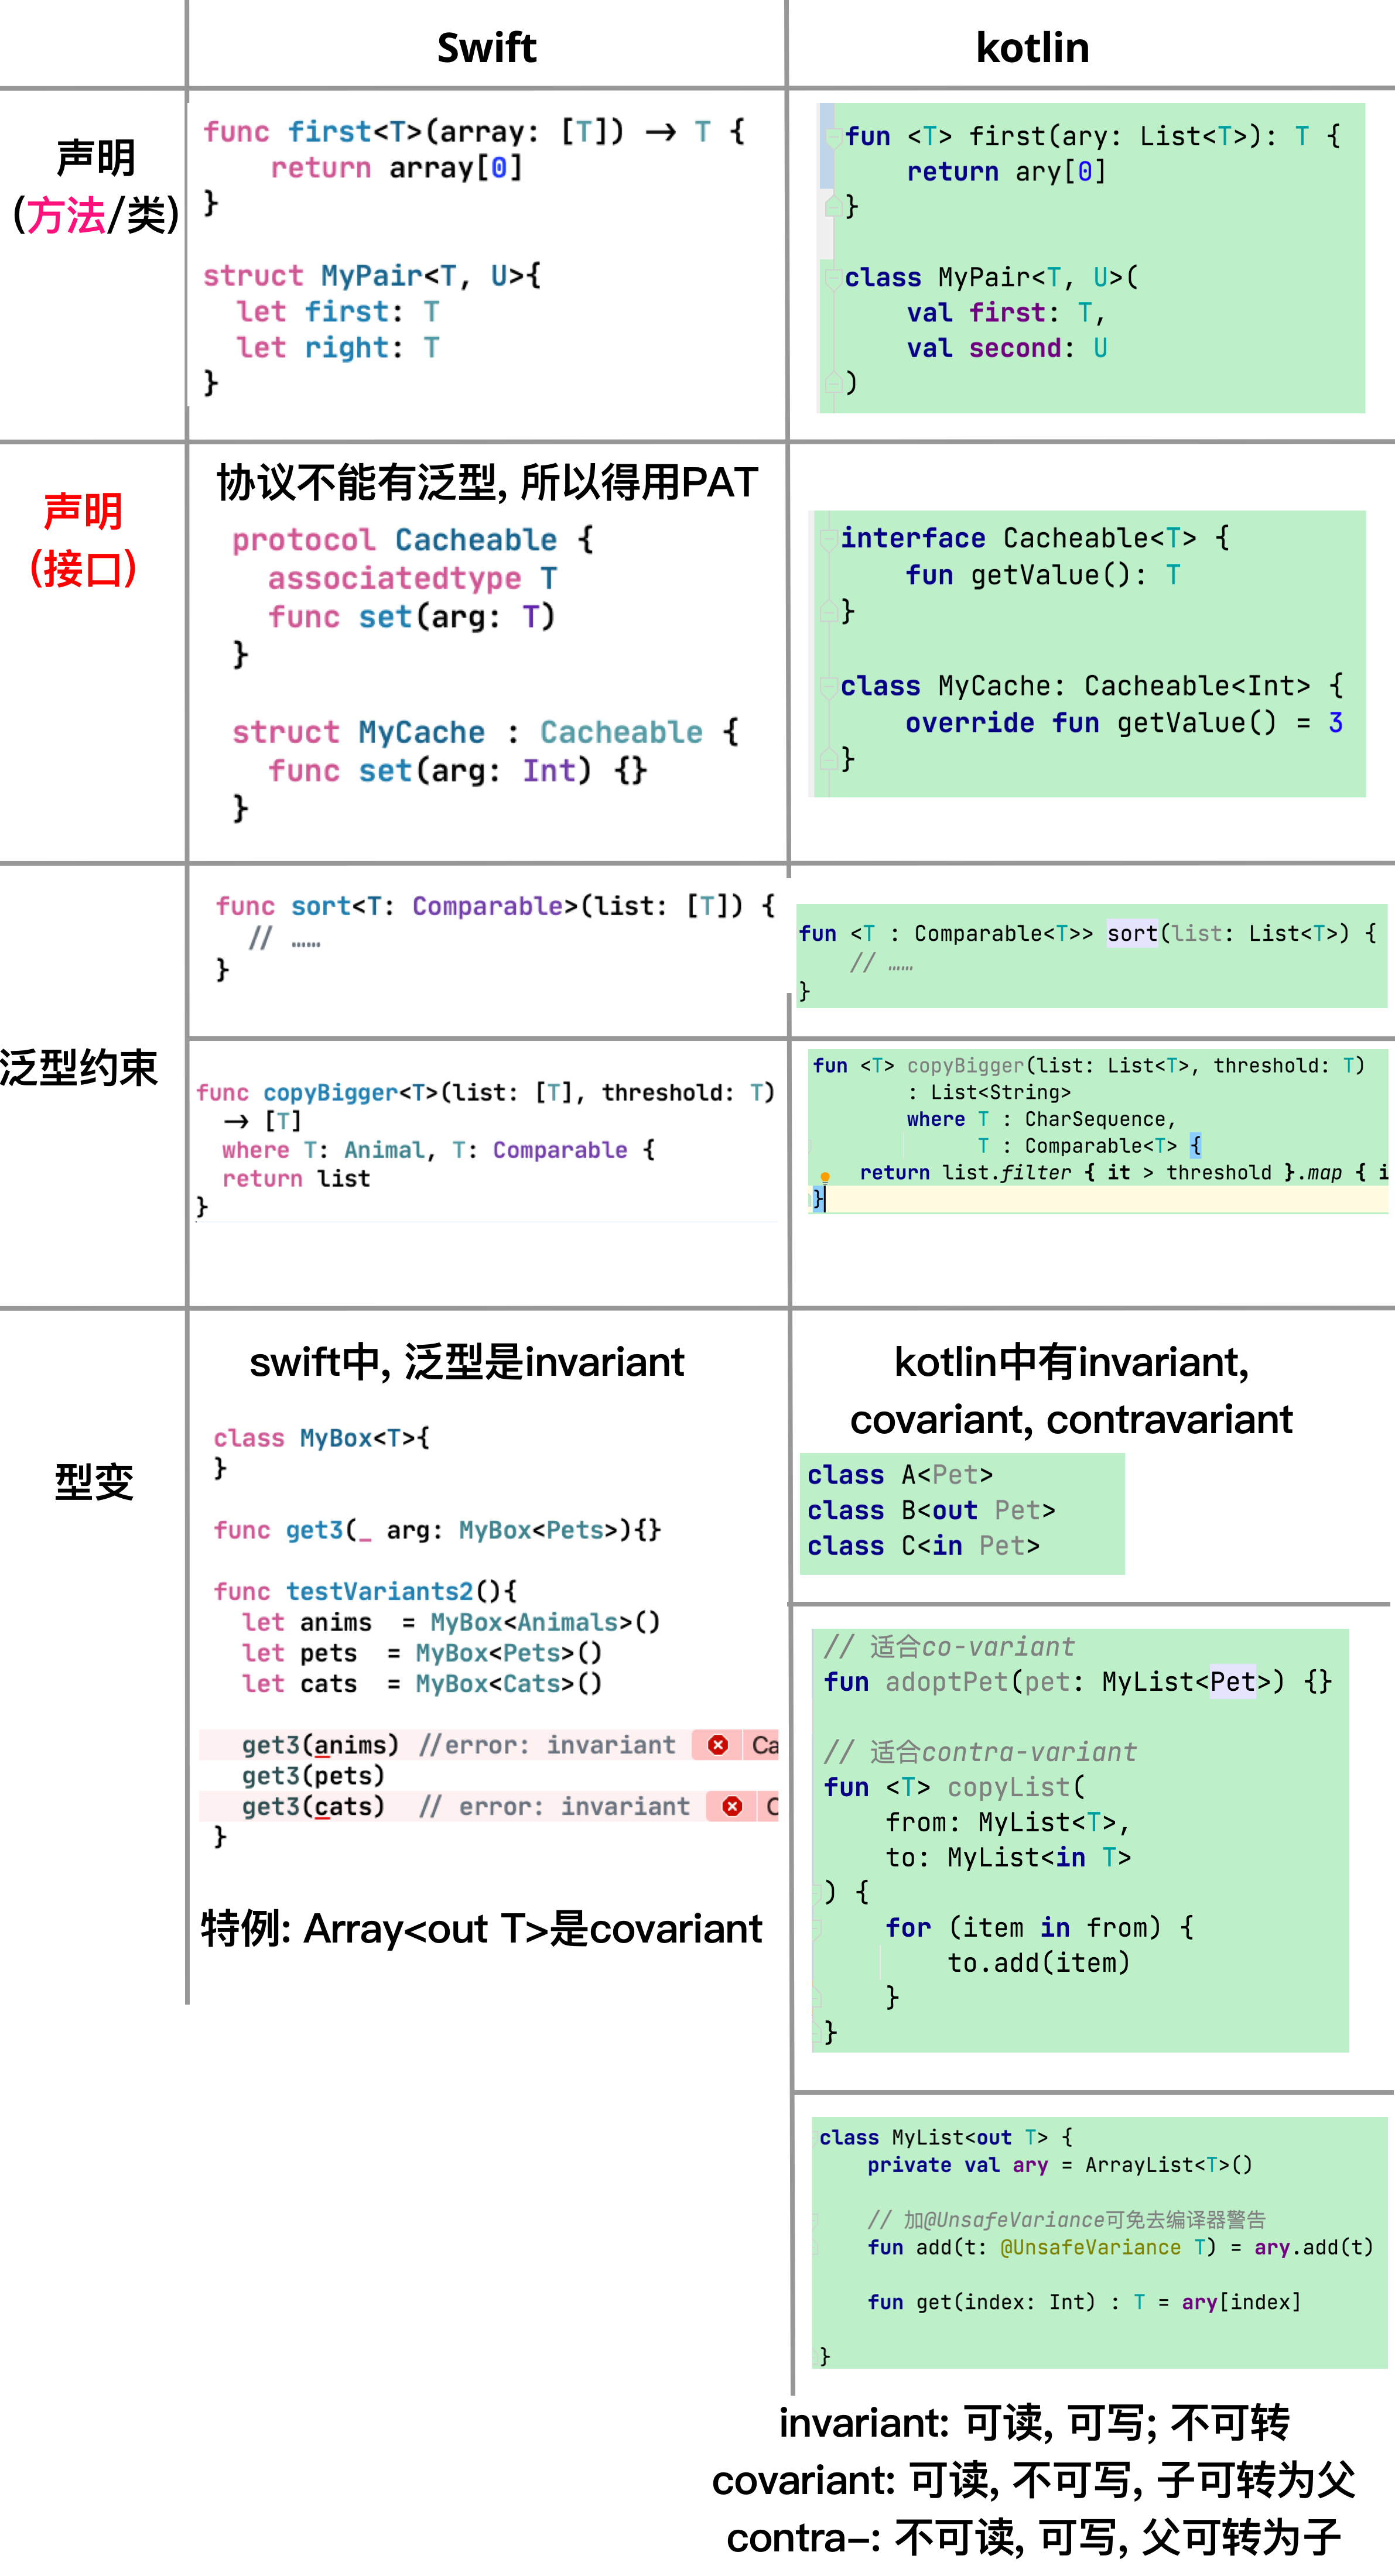 Swift
kotlin
声明
(方法/类)
func first<T>(array: [T]) → T {
return array[0]
}
struct MyPair<T, U>{
let first: T
let right: T
}
fun <T> first(ary: List<T>): T {
return ary[0]
}
class MyPair<T, U>(
val first: T,
val second: U
)
声明
(接口)
协议不能有泛型, 所以得用PAT
protocol Cacheable {
associatedtype T
func set(arg: T)
}
struct MyCache : Cacheable {
func set(arg: Int) {}
}
interface Cacheable<T> {
fun getValue(): T
}
class MyCache: Cacheable<Int> {
override fun getValue() = 3
}
泛型约束
func sort<T: Comparable>(list: [T]) {
// ……
}
fun <T : Comparable<T>> sort(list: List<T>) {
// ……
}
func copyBigger<T>(list: [T], threshold: T)
→ [T]
where T: Animal, T: Comparable {
return list
}
fun <T> copyBigger(list: List<T>, threshold: T)
: List<String>
where T : CharSequence,
T : Comparable<T> {
return list.filter { it > threshold }.map { i
}
型变
swift中, 泛型是invariant
class MyBox<T>{
}
func get3(_ arg: MyBox<Pets>){}
func testVariants2(){
let anims = MyBox<Animals>()
let pets = MyBox<Pets>()
let cats = MyBox<Cats>()
get3(anims) //error: invariant Ca
get3(pets)
get3(cats) // error: invariant
}
特例: Array<out T>是covariant
kotlin中有invariant,
covariant, contravariant
class A<Pet>
class B<out Pet>
class C<in Pet>
// 适合co-variant
fun adoptPet(pet: MyList<Pet>) {}
// 适合contra-variant
fun <T> copyList(
from: MyList<T>,
to: MyList<in T>
) {
for (item in from) {
to.add(item)
}
}
class MyList<out T> {
private val ary = ArrayList<T>()
// 加@UnsafeVariance可免去编译器警告
fun add(t: @UnsafeVariance T) = ary.add(t)
fun get(index: Int) : T = ary[index]
}
invariant: 可读, 可写; 不可转
covariant: 可读, 不可写, 子可转为父
contra–: 不可读, 可写, 父可转为子